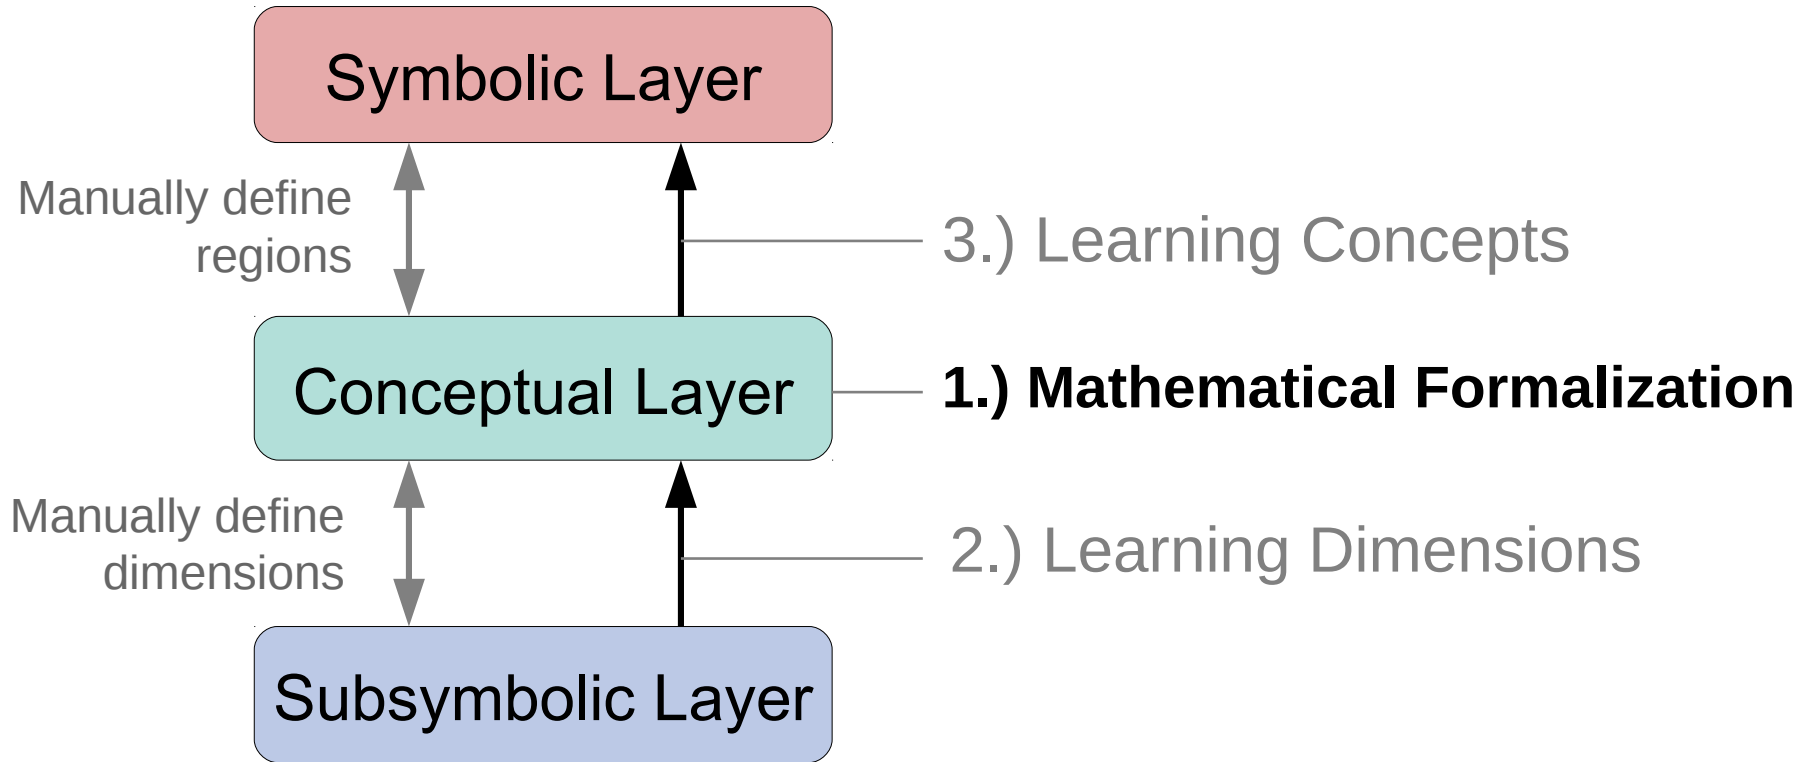 Symbolic Layer
Manually define
regions
3.) Learning Concepts
Conceptual Layer
1.) Mathematical Formalization
Manually define
dimensions
2.) Learning Dimensions
Subsymbolic Layer